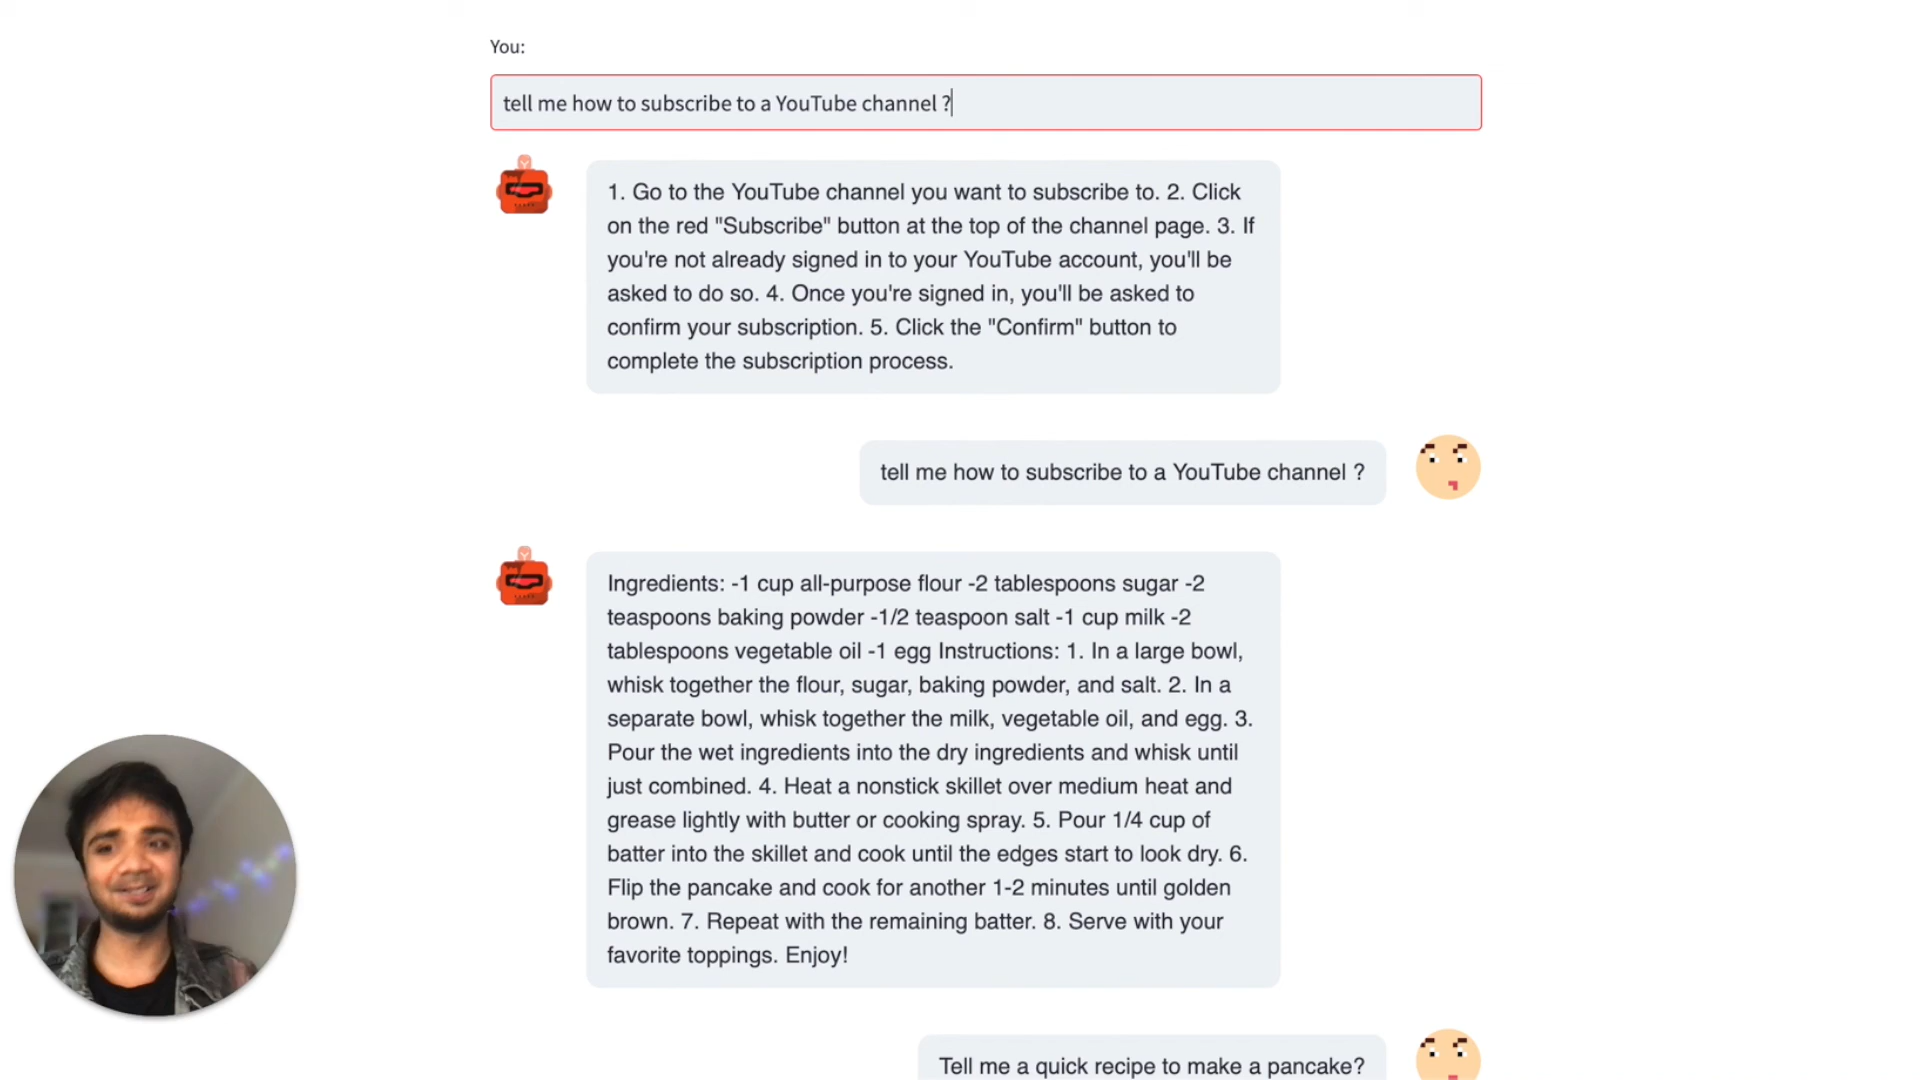 You:
tell me how to subscribe to a YouTube channel ?
1. Go to the YouTube channel you want to subscribe to. 2. Click
on the red "Subscribe" button at the top of the channel page. 3. If
you're not already signed in to your YouTube account, you'll be
asked to do so. 4. Once you're signed in, you'll be asked to
confirm your subscription. 5. Click the "Confirm" button to
complete the subscription process.
tell me how to subscribe to a YouTube channel ?
Ingredients: -1 cup all-purpose flour -2 tablespoons sugar -2
teaspoons baking powder -1/2 teaspoon salt -1 cup milk -2
tablespoons vegetable oil -1 egg Instructions: 1. In a large bowl,
whisk together the flour, sugar, baking powder, and salt. 2. In a
separate bowl, whisk together the milk, vegetable oil, and egg. 3.
Pour the wet ingredients into the dry ingredients and whisk until
just combined. 4. Heat a nonstick skillet over medium heat and
grease lightly with butter or cooking spray. 5. Pour 1/4 cup of
batter into the skillet and cook until the edges start to look dry. 6.
Flip the pancake and cook for another 1-2 minutes until golden
brown. 7. Repeat with the remaining batter. 8. Serve with your
favorite toppings. Enjoy!
Tell me a quick recipe to make a pancake?